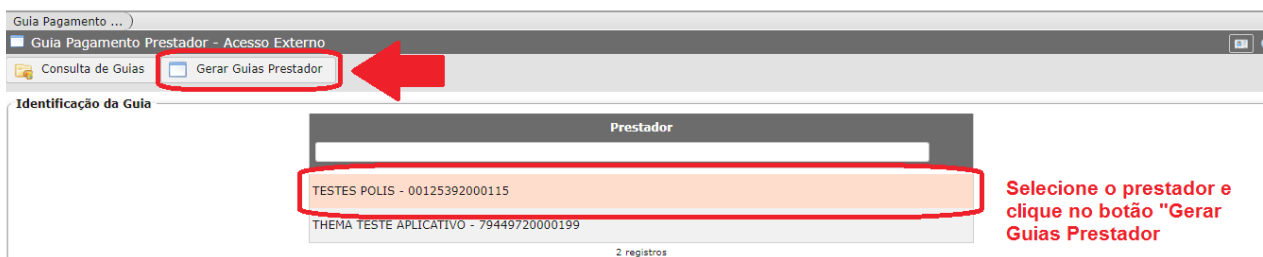 Guia Pagamento ...
Guia Pagamento Prestador - Acesso Externo
Consulta de Guias Gerar Guias Prestador
Identificação da Guia
Prestador
TESTES POLIS - 00125392000115
THEMA TESTE APLICATIVO - 79449720000199
2 registros
Selecione o prestador e
clique no botão "Gerar
Guias Prestador